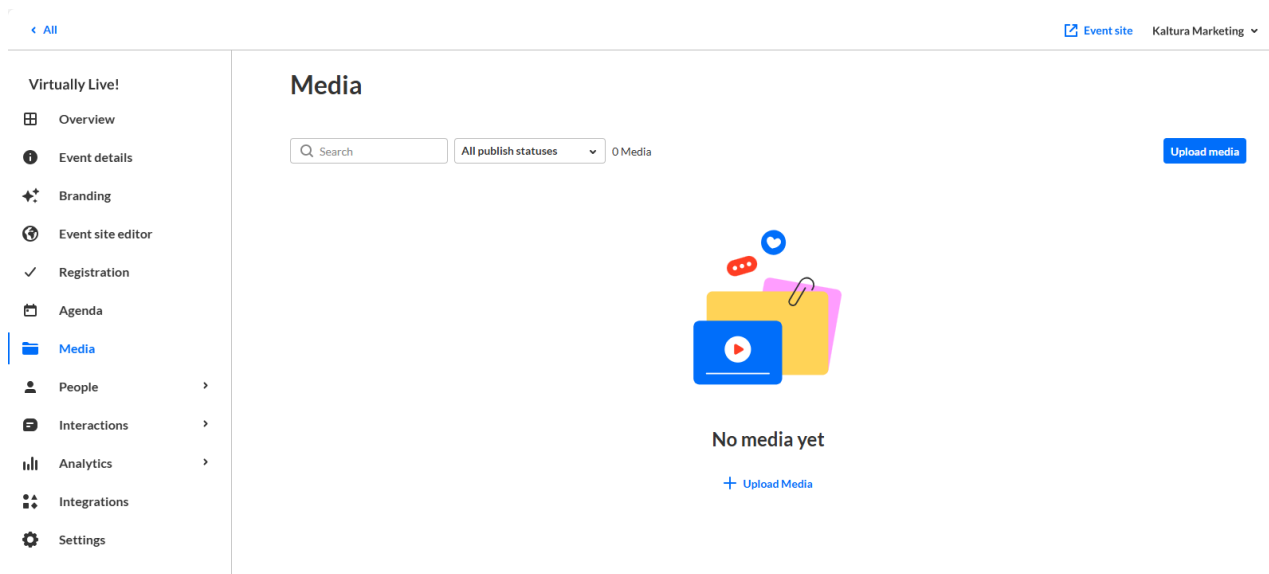 All
Event site
Kaltura Marketing
Virtually Live!
Overview
Event details
Branding
Event site editor
Registration
Agenda
Media
People
Interactions
Analytics
Integrations
Settings
Media
Search
All publish statuses
0 Media
Upload media
No media yet
Upload Media